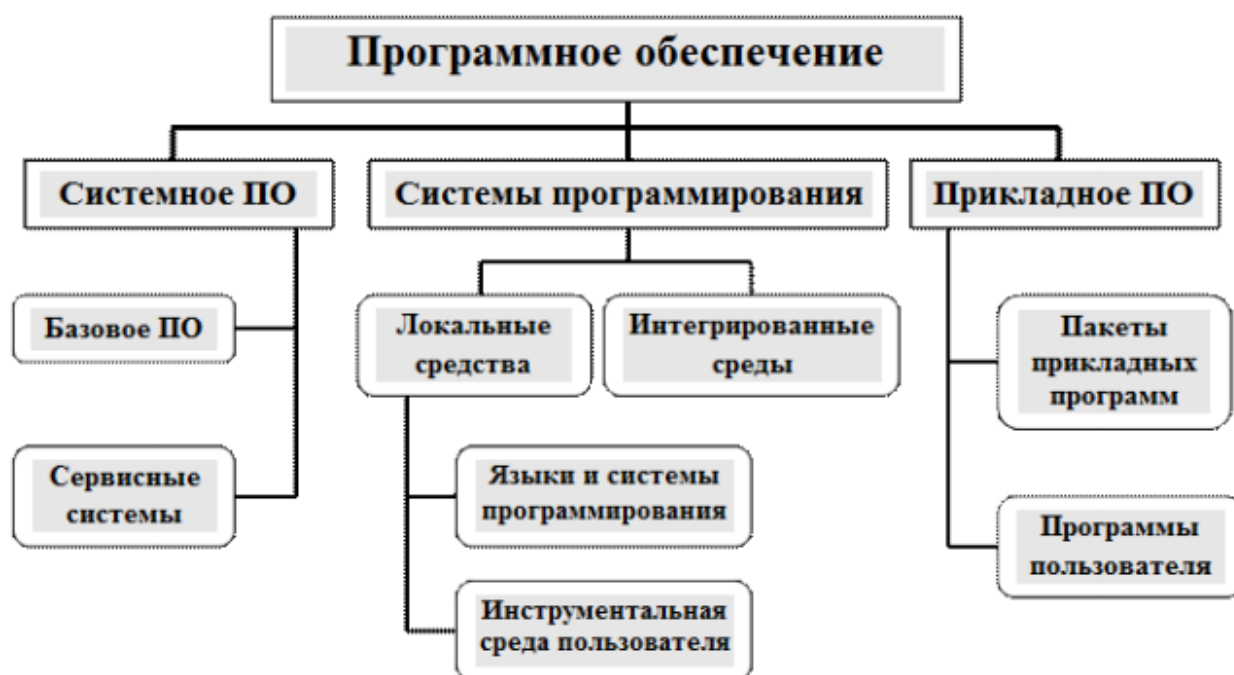 Программное обеспечение
Системное ПО
Системы программирования
Прикладное ПО
Базовое ПО
Сервисные
системы
Локальные
средства
Интегрированные
среды
Языки и системы
программирования
Инструментальная
среда пользователя
Пакеты
прикладных
программ
Программы
пользователя